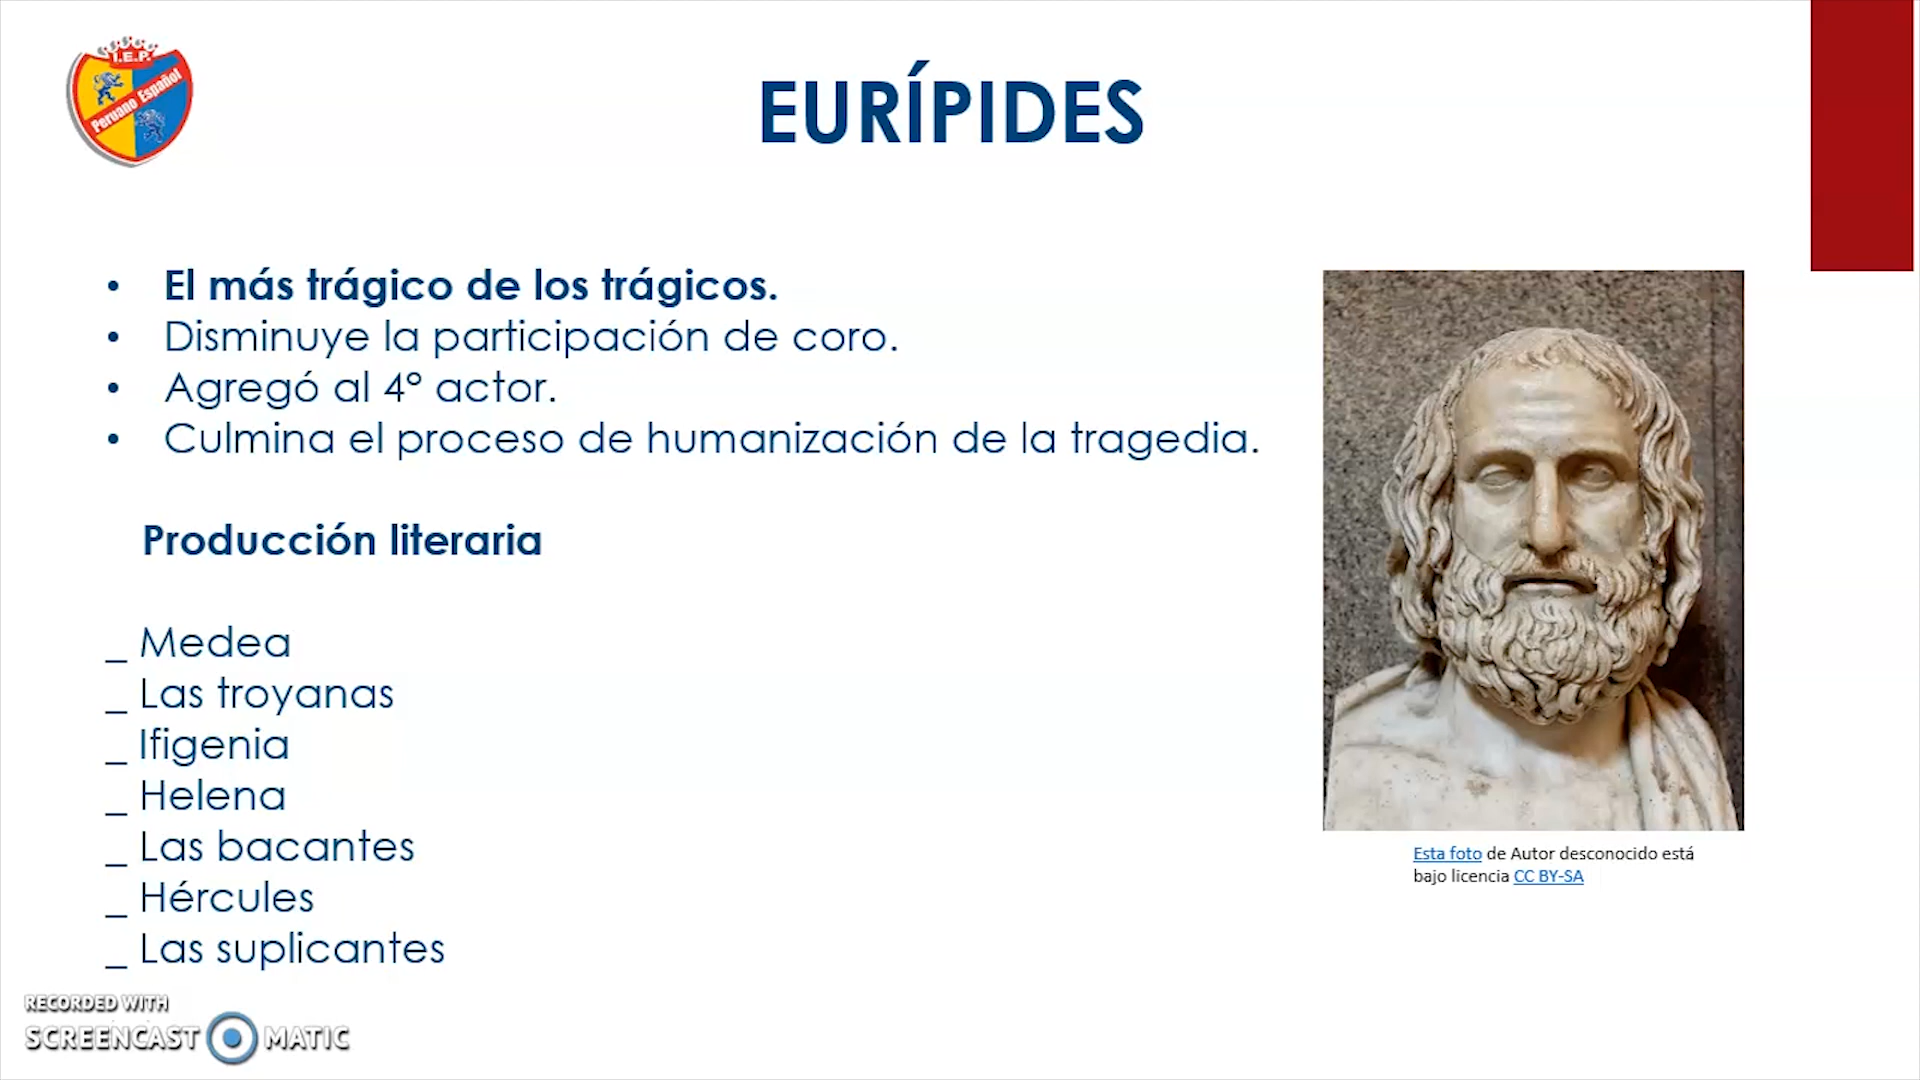 I.E.P.
Peruano Español
EURÍPIDES
• El más trágico de los trágicos.
• Disminuye la participación de coro.
• Agregó al 4° actor.
• Culmina el proceso de humanización de la tragedia.
Producción literaria
_ Medea
_ Las troyanas
_ Ifigenia
_ Helena
_ Las bacantes
_ Hércules
_ Las suplicantes
Esta foto de Autor desconocido está
bajo licencia CC BY-SA
RECORDED WITH
SCREENCAST MATIC